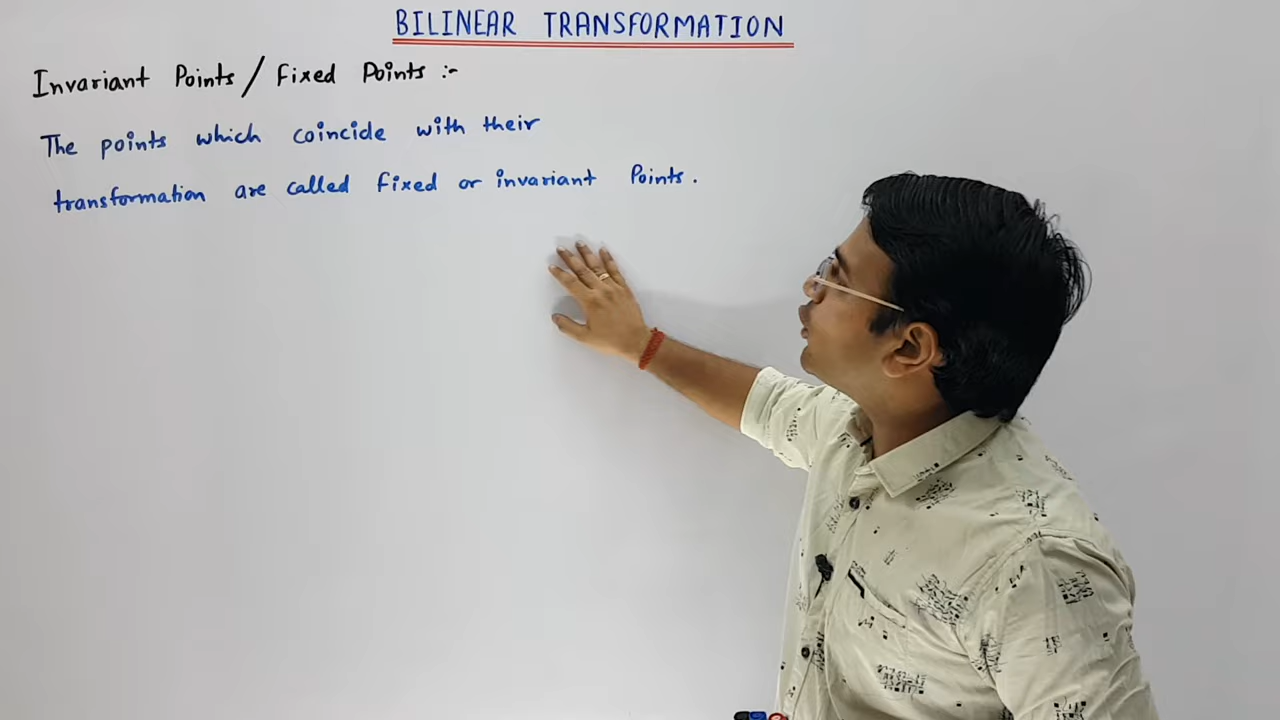 BILINEAR TRANSFORMATION
Invariant Points / Fixed Points :-
The points which coincide with their
transformation are called fixed or invariant Points.